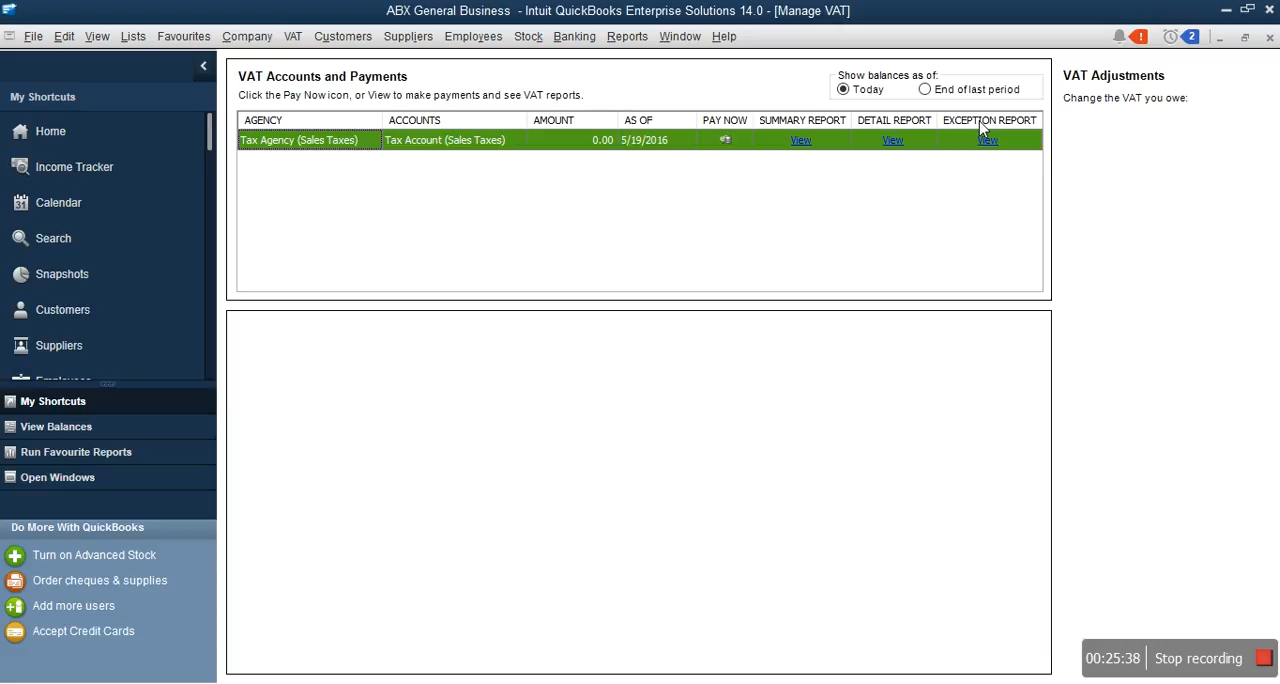 ABX General Business - Intuit QuickBooks Enterprise Solutions 14.0 - [Manage VAT]
File Edit View Lists Favourites Company VAT Customers Suppliers Employees Stock Banking Reports Window Help
! 2
My Shortcuts
Home
Income Tracker
31 Calendar
Search
Snapshots
Customers
Suppliers
My Shortcuts
View Balances
Run Favourite Reports
Open Windows
Do More With QuickBooks
Turn on Advanced Stock
Order cheques & supplies
Add more users
Accept Credit Cards
VAT Accounts and Payments
Click the Pay Now icon, or View to make payments and see VAT reports.
Show balances as of:
Today End of last period
AGENCY ACCOUNTS AMOUNT AS OF PAY NOW SUMMARY REPORT DETAIL REPORT EXCEPTION REPORT
Tax Agency (Sales Taxes) Tax Account (Sales Taxes) 0.00 5/19/2016 View View View
VAT Adjustments
Change the VAT you owe:
00:25:38 Stop recording